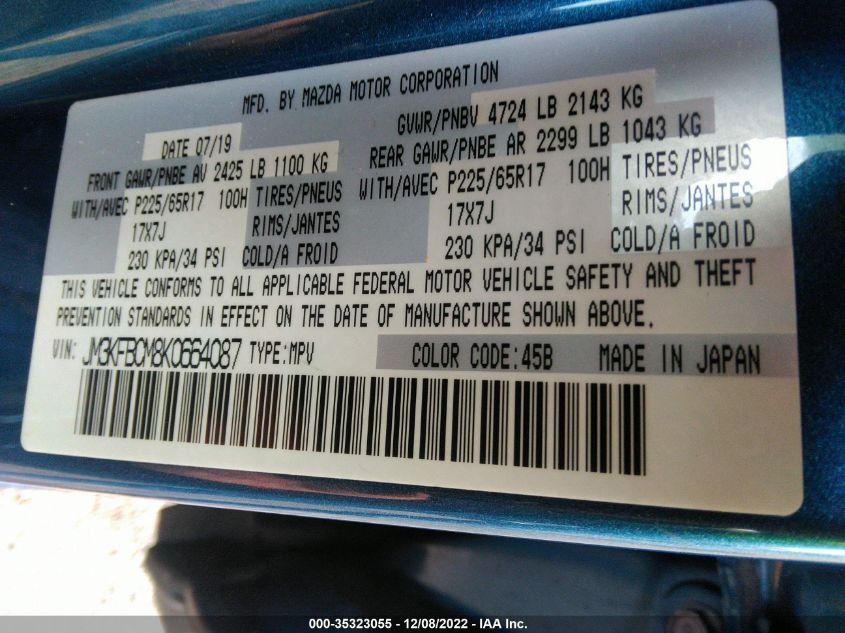 MFD. BY MAZDA MOTOR CORPORATION
DATE 07/19 GVWR/PNBV 4724 LB 2143 KG
FRONT GAWR/PNBE AV 2425 LB 1100 KG REAR GAWR/PNBE AR 2299 LB 1043 KG
WITH/AVEC P225/65R17 100H TIRES/PNEUS WITH/AVEC P225/65R17 100H TIRES/PNEUS
17X7J RIMS/JANTES 17X7J RIMS/JANTES
230 KPA/34 PSI COLD/A FROID 230 KPA/34 PSI COLD/A FROID
THIS VEHICLE CONFORMS TO ALL APPLICABLE FEDERAL MOTOR VEHICLE SAFETY AND THEFT
PREVENTION STANDARDS IN EFFECT ON THE DATE OF MANUFACTURE SHOWN ABOVE.
VIN: JM3KFBCM8K0664087 TYPE:MPV COLOR CODE:45B MADE IN JAPAN
000-35323055 - 12/08/2022 - IAA Inc.